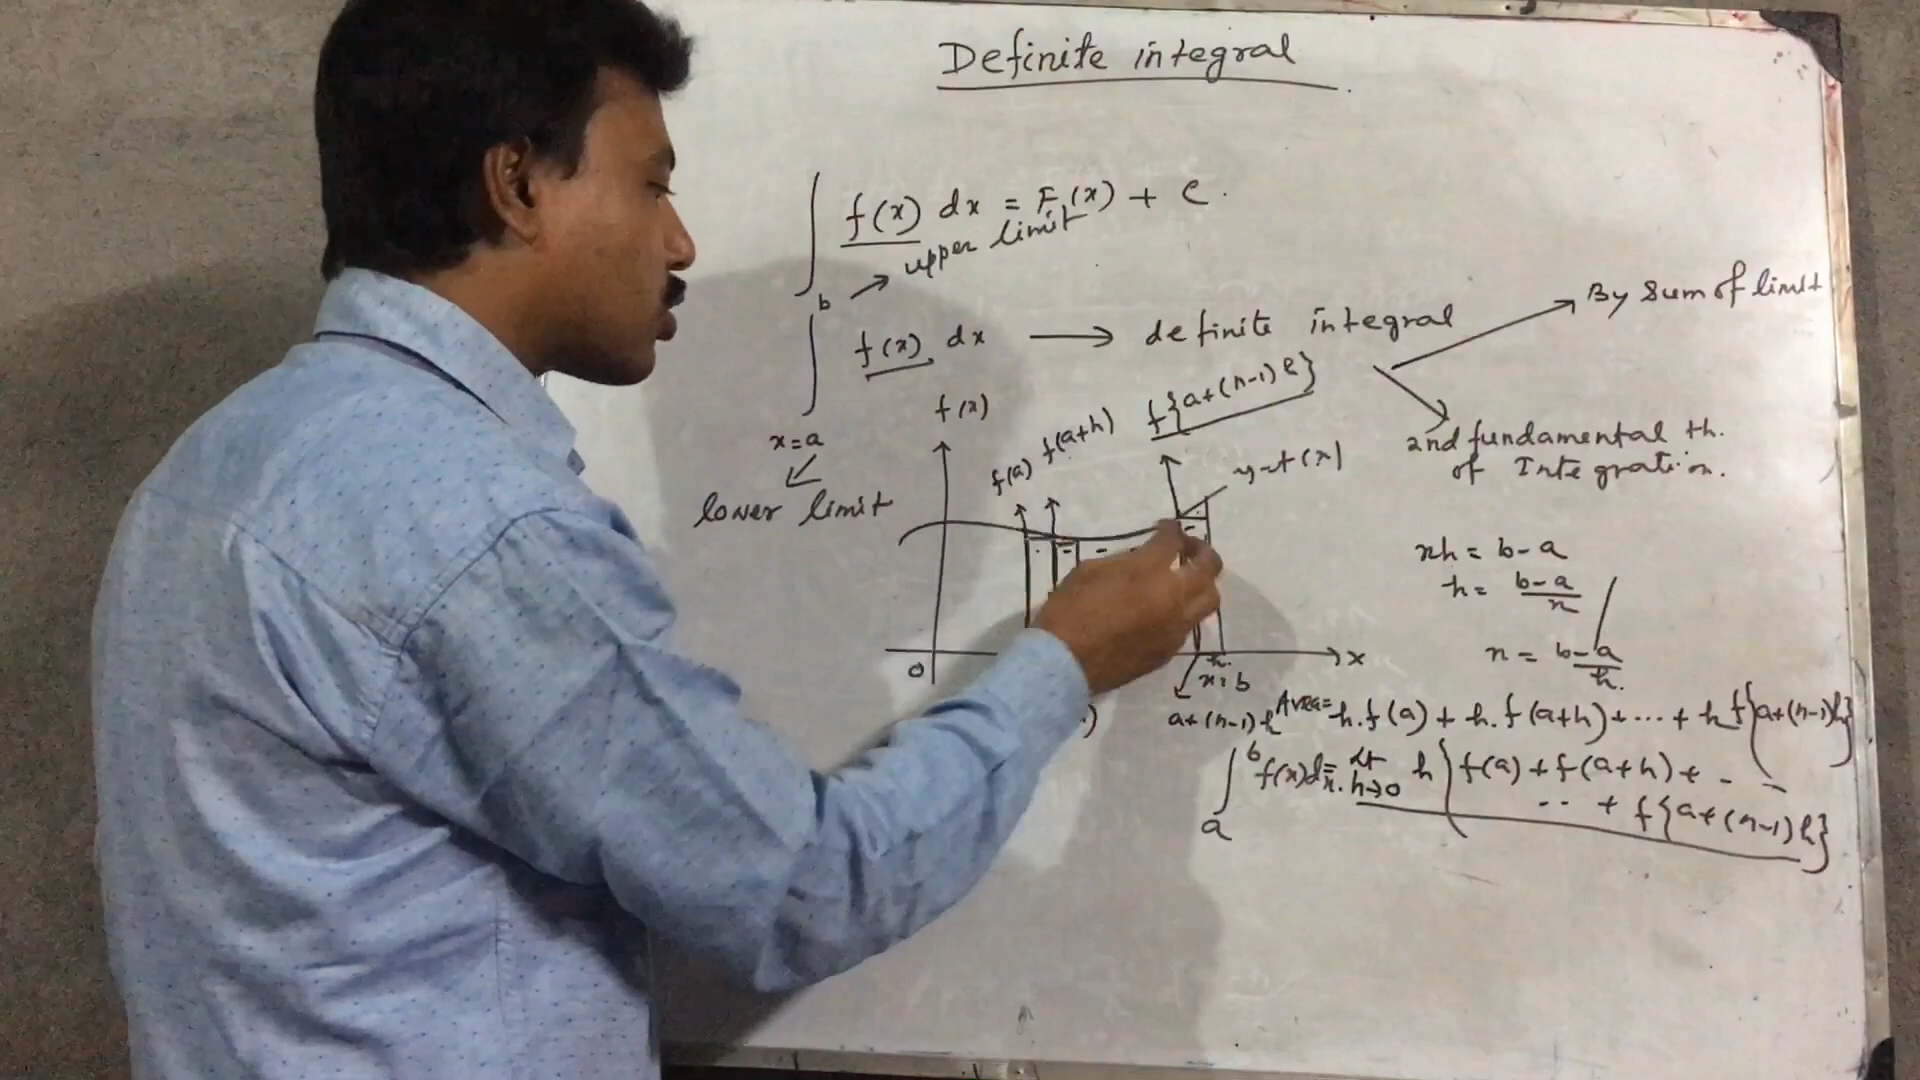 Definite integral
∫ f(x) dx = F(x) + c.
b → upper limit
∫ f(x) dx → definite integral
x=a
lower limit
By sum of limit
2nd fundamental th.
of Integration.
f(x)
f(a) f(a+h) f{a+(n-1)h}
y=f(x)
0
x
h.
x=b
a+(n-1)h
nh = b-a
h = b-a/n
n = b-a/h.
Area= h.f(a) + h.f(a+h)+...+ h f{a+(n-1)h}
∫ₐᵇ f(x)dx = Lt h→0 h{f(a)+f(a+h)+ - -
-- + f{a+(n-1)h}